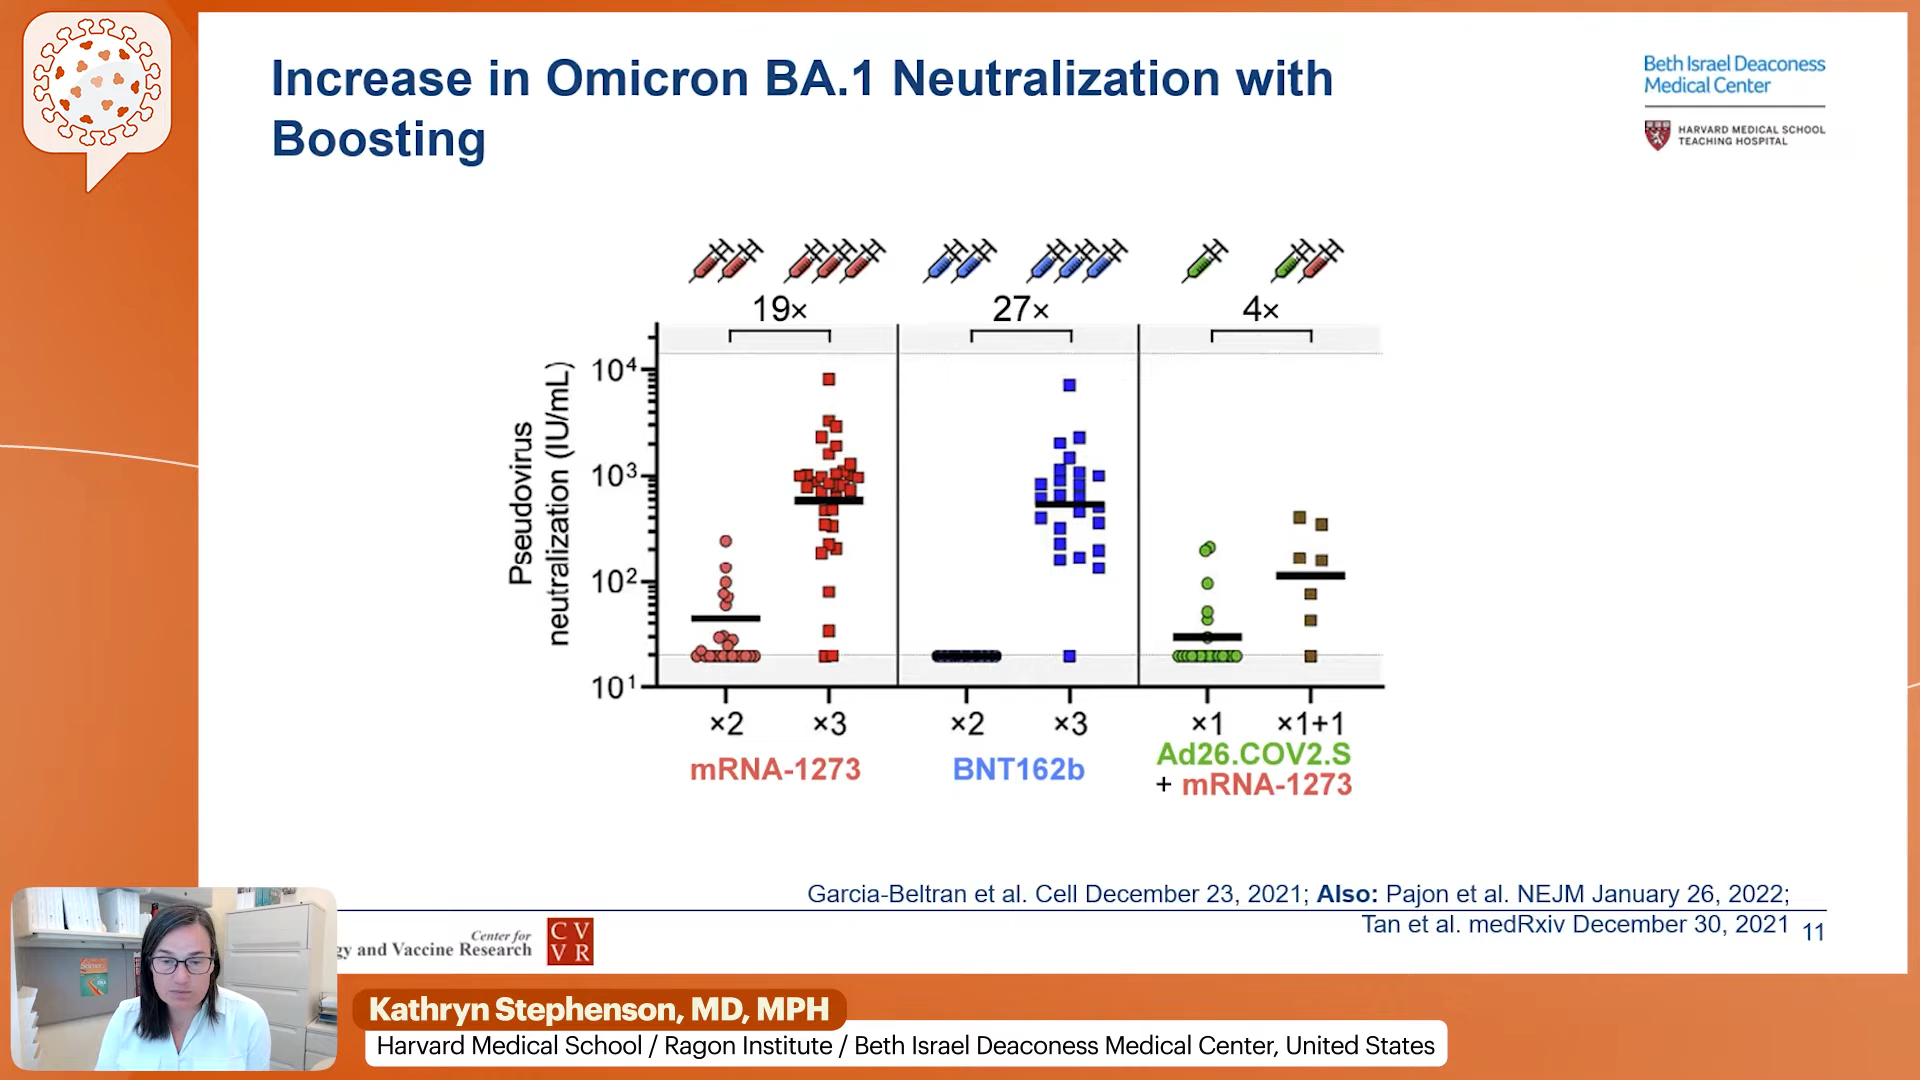 Increase in Omicron BA.1 Neutralization with
Boosting
Beth Israel Deaconess
Medical Center
HARVARD MEDICAL SCHOOL
TEACHING HOSPITAL
19× 27× 4×
Pseudovirus
neutralization (IU/mL)
10⁴
10³
10²
10¹
×2 ×3 ×2 ×3 ×1 ×1+1
mRNA-1273 BNT162b Ad26.COV2.S
+ mRNA-1273
Garcia-Beltran et al. Cell December 23, 2021; Also: Pajon et al. NEJM January 26, 2022;
Tan et al. medRxiv December 30, 2021 11
Center for
gy and Vaccine Research
CV
VR
Kathryn Stephenson, MD, MPH
Harvard Medical School / Ragon Institute / Beth Israel Deaconess Medical Center, United States